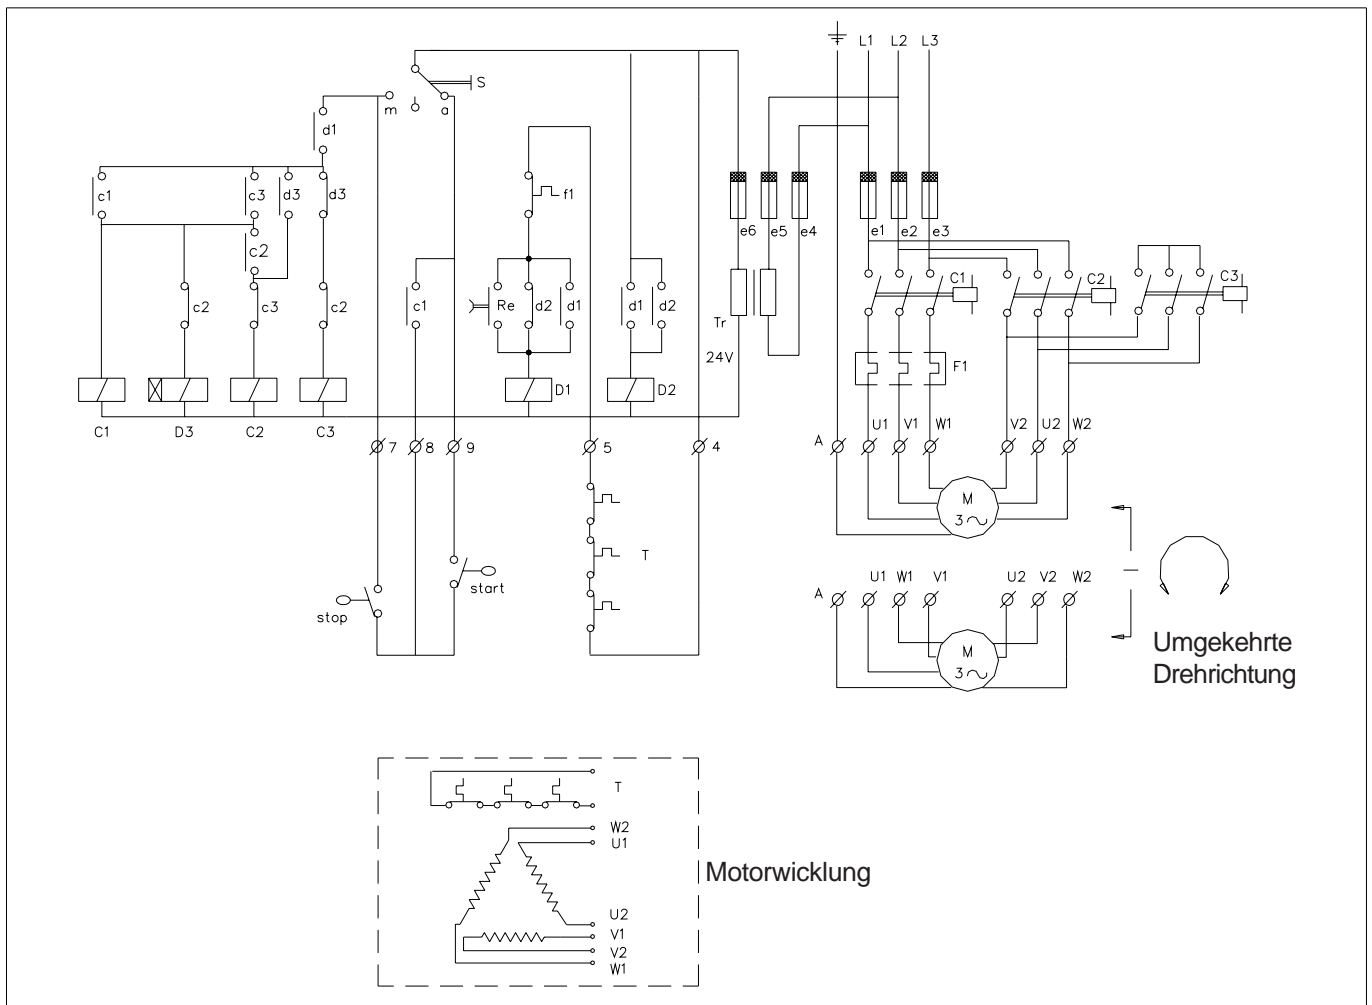 L1 L2 L3
S
m a
d1
c1 c3 d3 d3 f1
e6 e5 e4 e1 e2 e3
c2
C1 C2 C3
c2 c3 c2 c1 Re d2 d1 d1 d2
Tr
24V
F1
D1 D2
C1 D3 C2 C3
7 8 9 5 4
A U1 V1 W1 V2 U2 W2
M
3
T
start
stop
A U1 W1 V1 U2 V2 W2
M
3
Umgekehrte
Drehrichtung
T
W2
U1
Motorwicklung
U2
V1
V2
W1